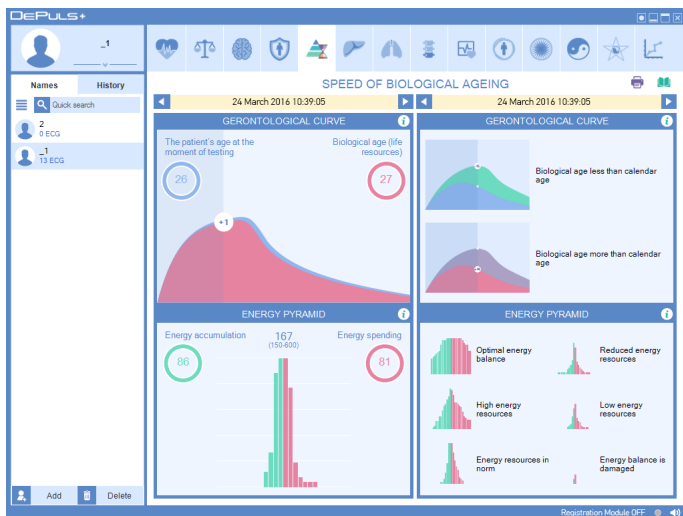 DEPULS+
_1
Names
History
Quick search
2
0 ECG
_1
13 ECG
Add
Delete
SPEED OF BIOLOGICAL AGEING
24 March 2016 10:39:05
24 March 2016 10:39:05
GERONTOLOGICAL CURVE
i
The patient's age at the
moment of testing
Biological age (life
resources)
26
27
+1
ENERGY PYRAMID
i
Energy accumulation
167
(150-600)
Energy spending
86
81
GERONTOLOGICAL CURVE
i
Biological age less than calendar
age
Biological age more than calendar
age
ENERGY PYRAMID
i
Optimal energy
balance
Reduced energy
resources
High energy
resources
Low energy
resources
Energy resources in
norm
Energy balance is
damaged
Registration Module OFF